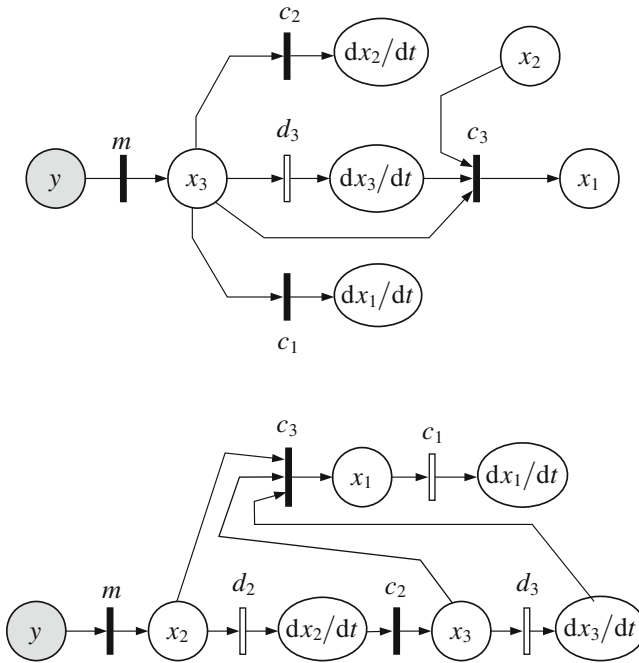 c₂
dx₂/dt
x₂
m
d₃
c₃
y
x₃
dx₃/dt
x₁
dx₁/dt
c₁
c₃
c₁
x₁
dx₁/dt
m
d₂
c₂
d₃
y
x₂
dx₂/dt
x₃
dx₃/dt